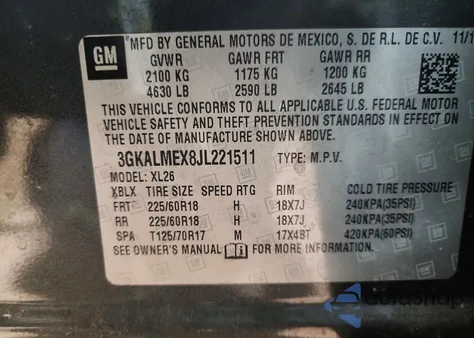 GM
MFD BY GENERAL MOTORS DE MEXICO, S. DE R.L. DE C.V. 11/1
GVWR GAWR FRT GAWR RR
2100 KG 1175 KG 1200 KG
4630 LB 2590 LB 2645 LB
THIS VEHICLE CONFORMS TO ALL APPLICABLE U.S. FEDERAL MOTOR
VEHICLE SAFETY AND THEFT PREVENTION STANDARDS IN EFFECT ON THE
DATE OF MANUFACTURE SHOWN ABOVE.
3GKALMEX8JL221511 TYPE: M.P.V.
MODEL: XL26
XBLX TIRE SIZE SPEED RTG RIM COLD TIRE PRESSURE
FRT 225/60R18 H 18X7J 240KPA(35PSI)
RR 225/60R18 H 18X7J 240KPA(35PSI)
SPA T125/70R17 M 17X4BT 420KPA(60PSI)
SEE OWNER'S MANUAL FOR MORE INFORMATION.
autashop